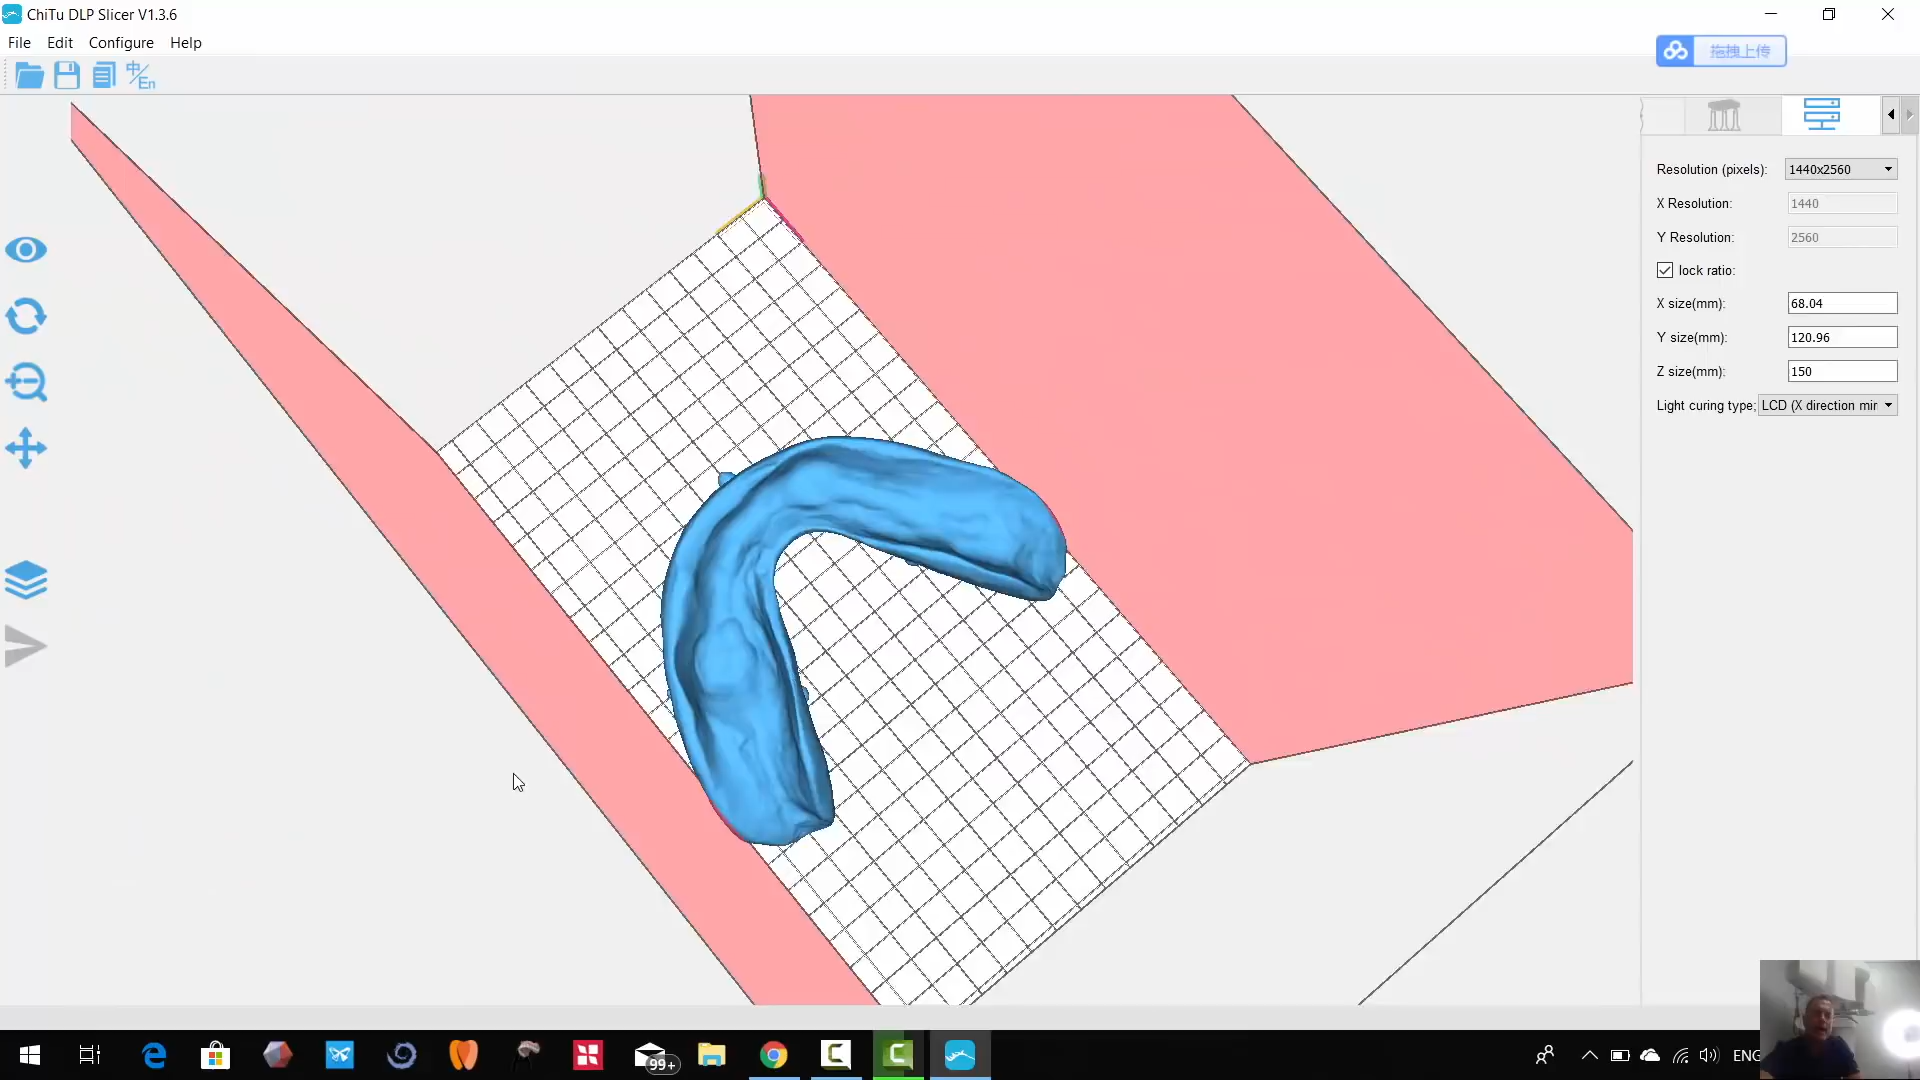 ChiTu DLP Slicer V1.3.6
File Edit Configure Help
拖拽上传
中/En
Resolution (pixels): 1440x2560
X Resolution: 1440
Y Resolution: 2560
lock ratio:
X size(mm): 68.04
Y size(mm): 120.96
Z size(mm): 150
Light curing type: LCD (X direction mir
99+
ENG